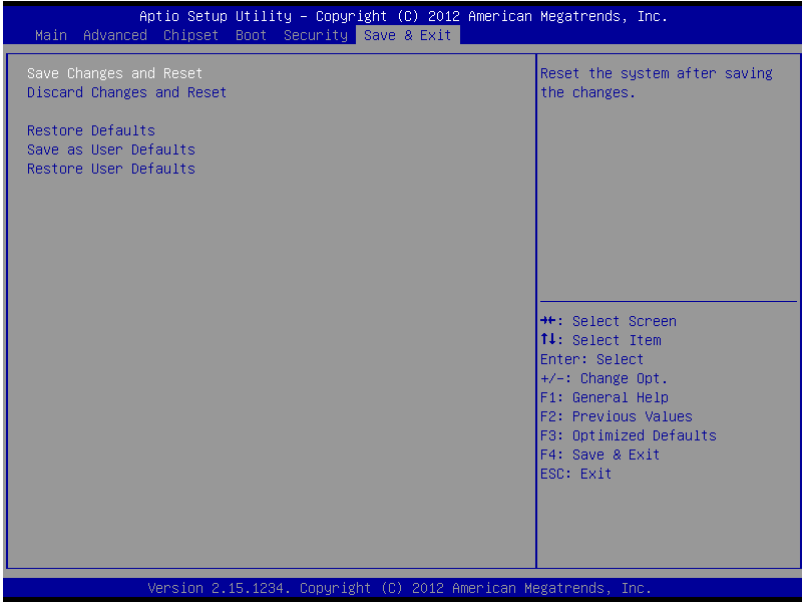 Aptio Setup Utility – Copyright (C) 2012 American Megatrends, Inc.
Main Advanced Chipset Boot Security Save & Exit
Save Changes and Reset
Discard Changes and Reset
Restore Defaults
Save as User Defaults
Restore User Defaults
Reset the system after saving
the changes.
→←: Select Screen
↑↓: Select Item
Enter: Select
+/-: Change Opt.
F1: General Help
F2: Previous Values
F3: Optimized Defaults
F4: Save & Exit
ESC: Exit
Version 2.15.1234. Copyright (C) 2012 American Megatrends, Inc.